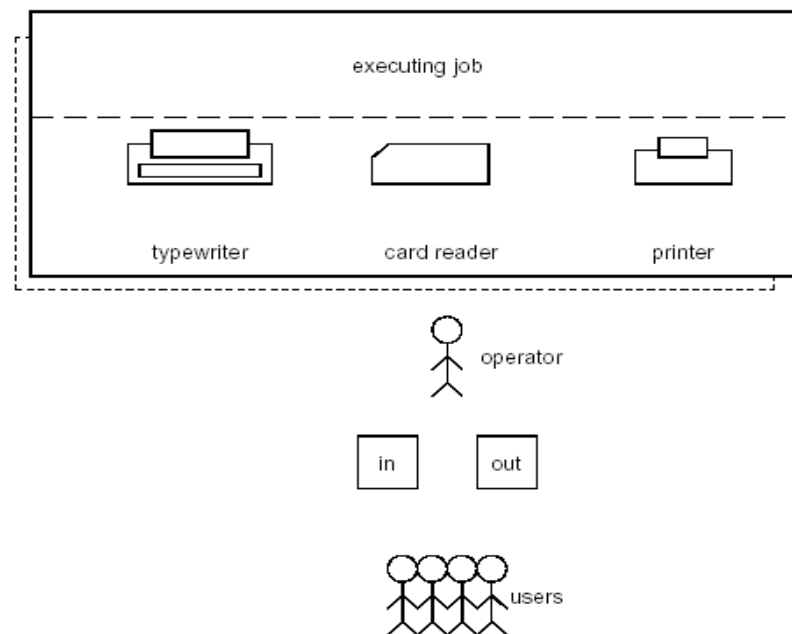 executing job
typewriter card reader printer
operator
in out
users